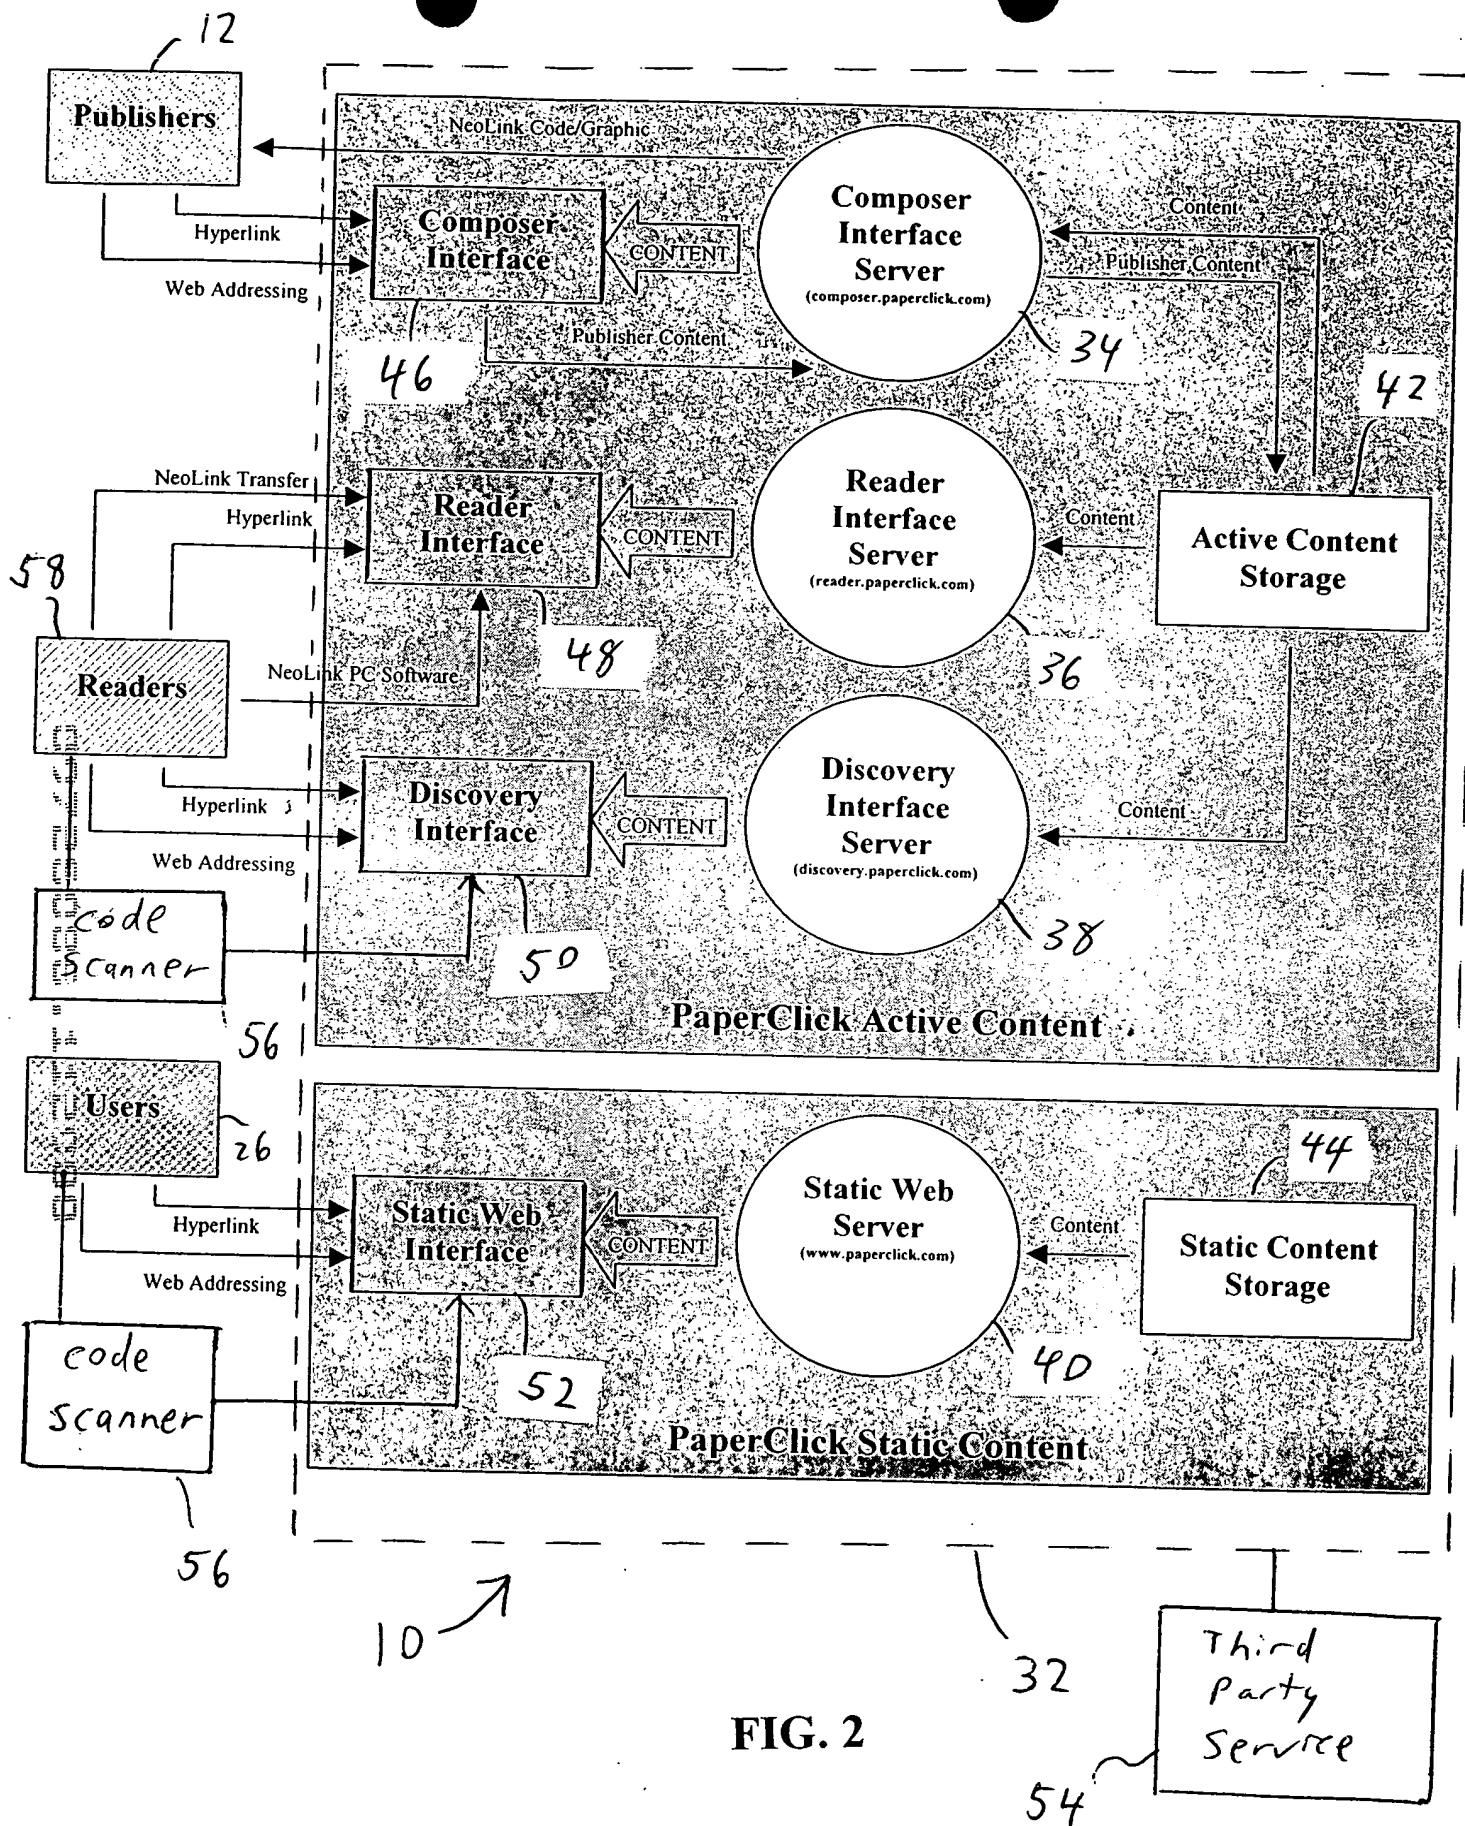 12
Publishers
NeoLink Code/Graphic
Hyperlink
Web Addressing
Composer
Interface
CONTENT
Composer
Interface
Server
(composer.paperclick.com)
Content
Publisher Content
34
46
Publisher Content
42
NeoLink Transfer
Hyperlink
Reader
Interface
CONTENT
Reader
Interface
Server
(reader.paperclick.com)
Content
Active Content
Storage
58
48
36
Readers
NeoLink PC Software
Hyperlink
Web Addressing
Discovery
Interface
CONTENT
Discovery
Interface
Server
(discovery.paperclick.com)
Content
code
scanner
50
38
56
PaperClick Active Content
Users
26
Hyperlink
Web Addressing
Static Web
Interface
CONTENT
Static Web
Server
(www.paperclick.com)
Content
44
Static Content
Storage
code
scanner
52
40
PaperClick Static Content
56
10
32
Third
Party
Service
54
FIG. 2